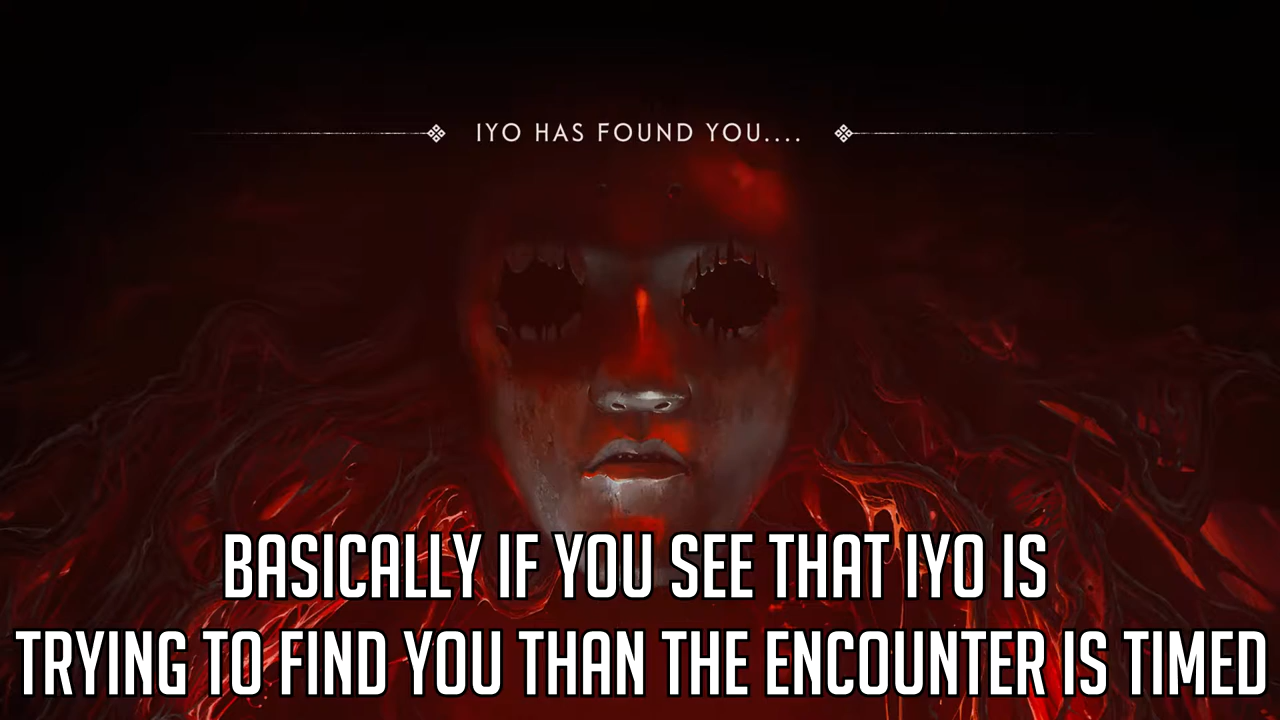 IYO HAS FOUND YOU....
BASICALLY IF YOU SEE THAT IYO IS
TRYING TO FIND YOU THAN THE ENCOUNTER IS TIMED